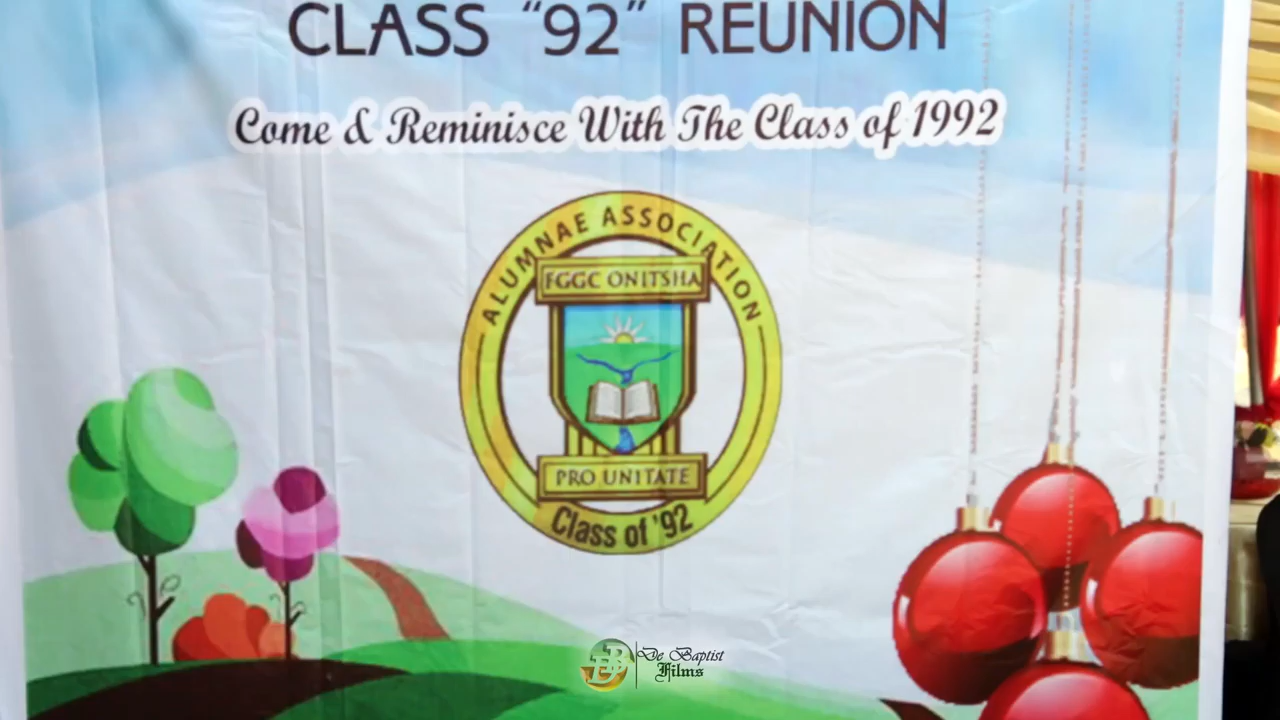 CLASS “92” REUNION
Come & Reminisce With The Class of 1992
ALUMNAE ASSOCIATION
FGGC ONITSHA
PRO UNITATE
Class of '92
De Baptist
Films